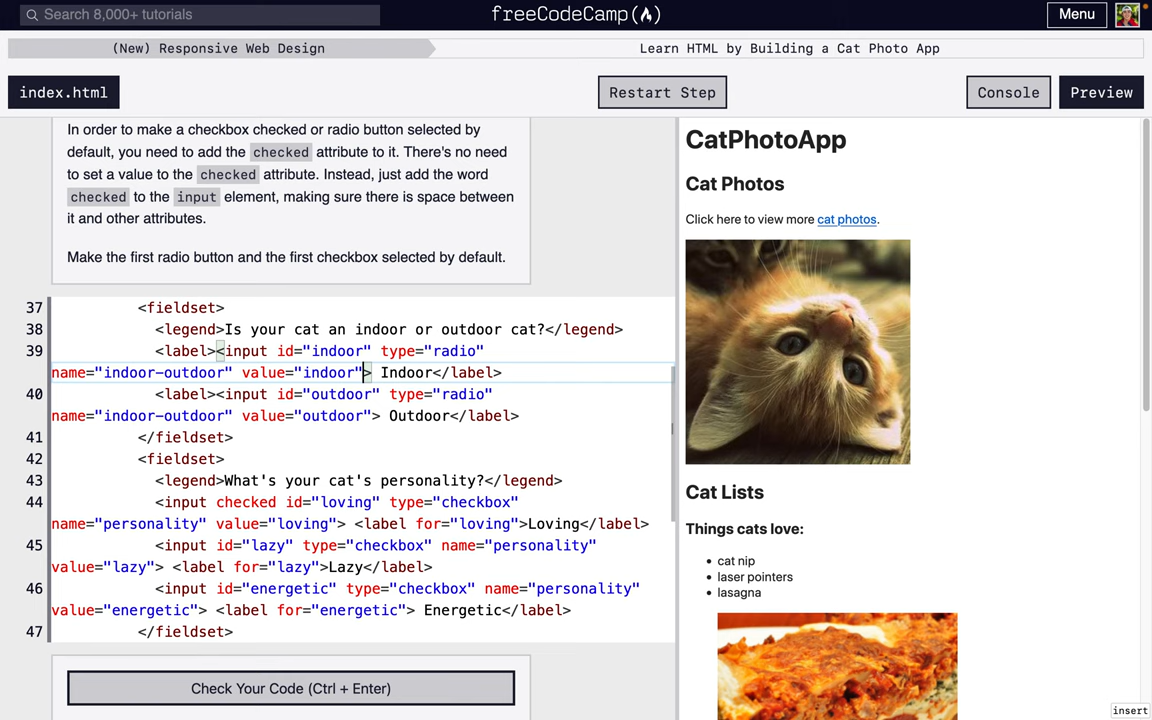 Search 8,000+ tutorials
freeCodeCamp
Menu
(New) Responsive Web Design
Learn HTML by Building a Cat Photo App
index.html
Restart Step
Console
Preview
In order to make a checkbox checked or radio button selected by
default, you need to add the checked attribute to it. There's no need
to set a value to the checked attribute. Instead, just add the word
checked to the input element, making sure there is space between
it and other attributes.
Make the first radio button and the first checkbox selected by default.
37 <fieldset>
38 <legend>Is your cat an indoor or outdoor cat?</legend>
39 <label><input id="indoor" type="radio"
name="indoor-outdoor" value="indoor"> Indoor</label>
40 <label><input id="outdoor" type="radio"
name="indoor-outdoor" value="outdoor"> Outdoor</label>
41 </fieldset>
42 <fieldset>
43 <legend>What's your cat's personality?</legend>
44 <input checked id="loving" type="checkbox"
name="personality" value="loving"> <label for="loving">Loving</label>
45 <input id="lazy" type="checkbox" name="personality"
value="lazy"> <label for="lazy">Lazy</label>
46 <input id="energetic" type="checkbox" name="personality"
value="energetic"> <label for="energetic"> Energetic</label>
47 </fieldset>
Check Your Code (Ctrl + Enter)
CatPhotoApp
Cat Photos
Click here to view more cat photos.
Cat Lists
Things cats love:
cat nip
laser pointers
lasagna
insert